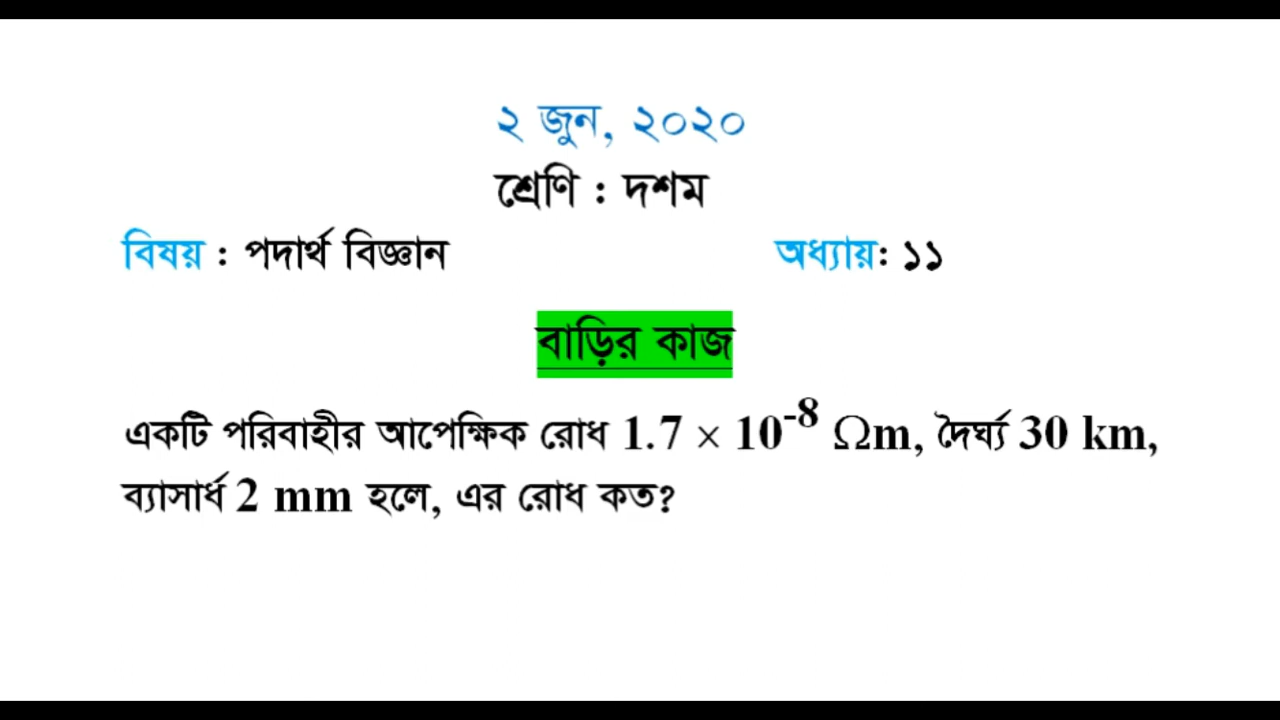 ২ জুন, ২০২০
শ্রেণি : দশম
বিষয় : পদার্থ বিজ্ঞান অধ্যায়: ১১
বাড়ির কাজ
একটি পরিবাহীর আপেক্ষিক রোধ 1.7 × 10⁻⁸ Ωm, দৈর্ঘ্য 30 km,
ব্যাসার্ধ 2 mm হলে, এর রোধ কত?